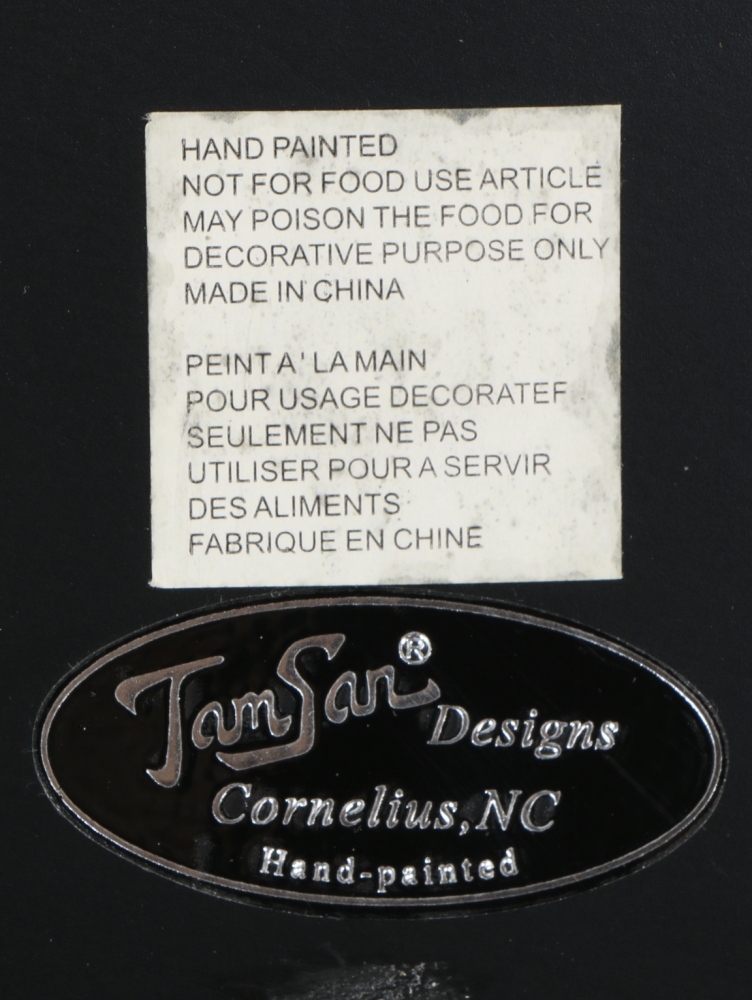 HAND PAINTED
NOT FOR FOOD USE ARTICLE
MAY POISON THE FOOD FOR
DECORATIVE PURPOSE ONLY
MADE IN CHINA
PEINT A' LA MAIN
POUR USAGE DECORATEF
SEULEMENT NE PAS
UTILISER POUR A SERVIR
DES ALIMENTS
FABRIQUE EN CHINE
TamSan® Designs
Cornelius, NC
Hand-painted